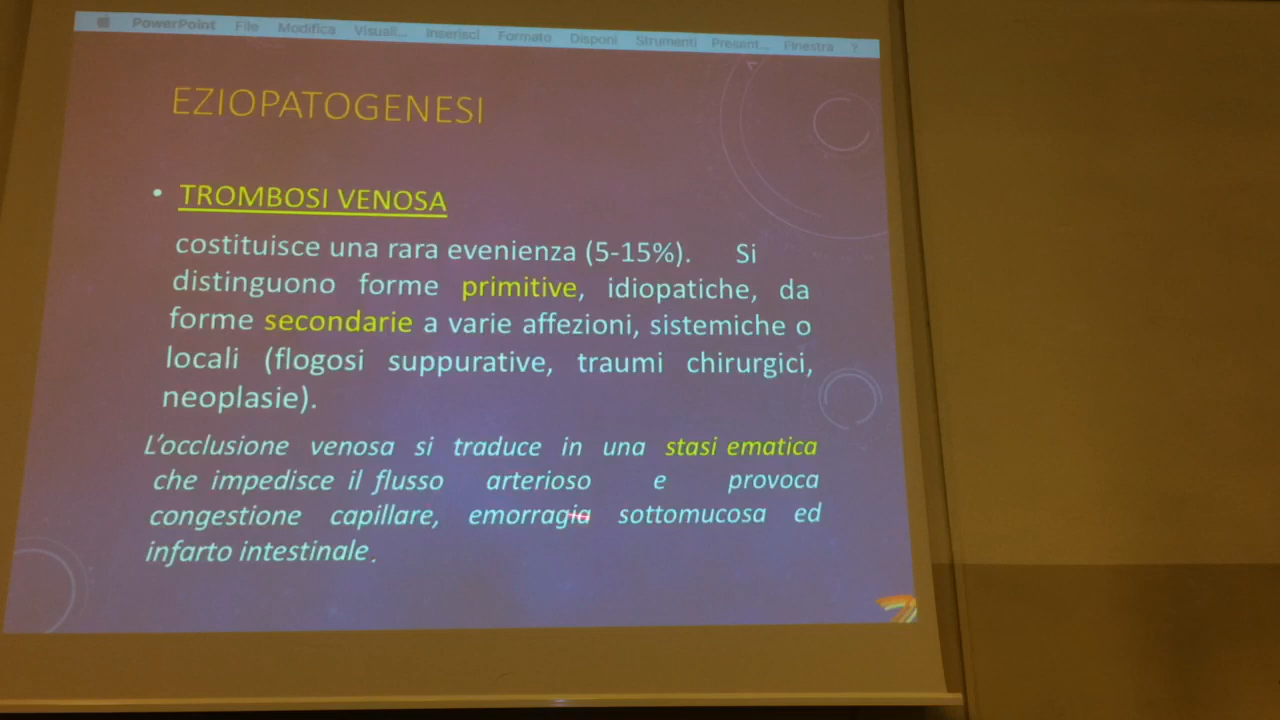 PowerPoint File Modifica Visuali... Inserisci Formato Disponi Strumenti Present... Finestra ?
EZIOPATOGENESI
• TROMBOSI VENOSA
costituisce una rara evenienza (5-15%). Si
distinguono forme primitive, idiopatiche, da
forme secondarie a varie affezioni, sistemiche o
locali (flogosi suppurative, traumi chirurgici,
neoplasie).
L'occlusione venosa si traduce in una stasi ematica
che impedisce il flusso arterioso e provoca
congestione capillare, emorragia sottomucosa ed
infarto intestinale.